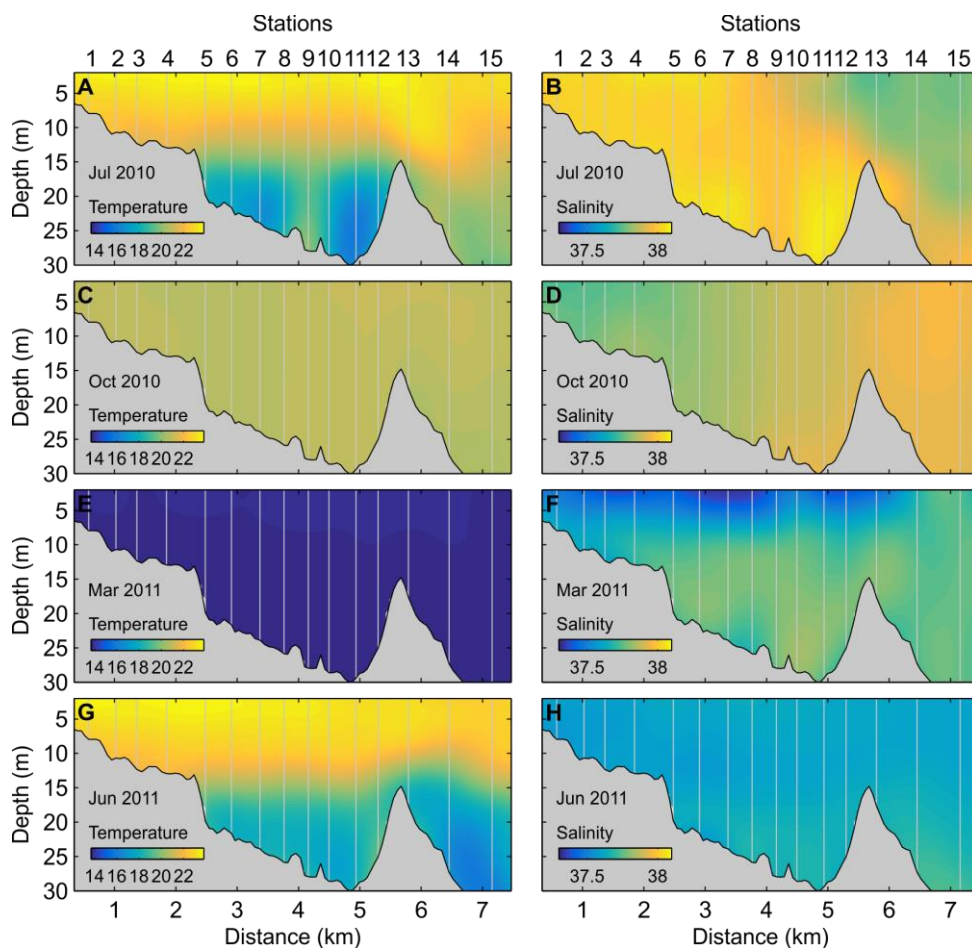 Stations Stations
1 2 3 4 5 6 7 8 9 10 1112 13 14 15 1 2 3 4 5 6 7 8 9 10 11 12 13 14 15
A B
5
10
15
20
25
30
Depth (m)
Jul 2010 Jul 2010
Temperature Salinity
14 16 18 20 22 37.5 38
C D
5
10
15
20
25
30
Depth (m)
Oct 2010 Oct 2010
Temperature Salinity
14 16 18 20 22 37.5 38
E F
5
10
15
20
25
30
Depth (m)
Mar 2011 Mar 2011
Temperature Salinity
14 16 18 20 22 37.5 38
G H
5
10
15
20
25
30
Depth (m)
Jun 2011 Jun 2011
Temperature Salinity
14 16 18 20 22 37.5 38
1 2 3 4 5 6 7 1 2 3 4 5 6 7
Distance (km) Distance (km)